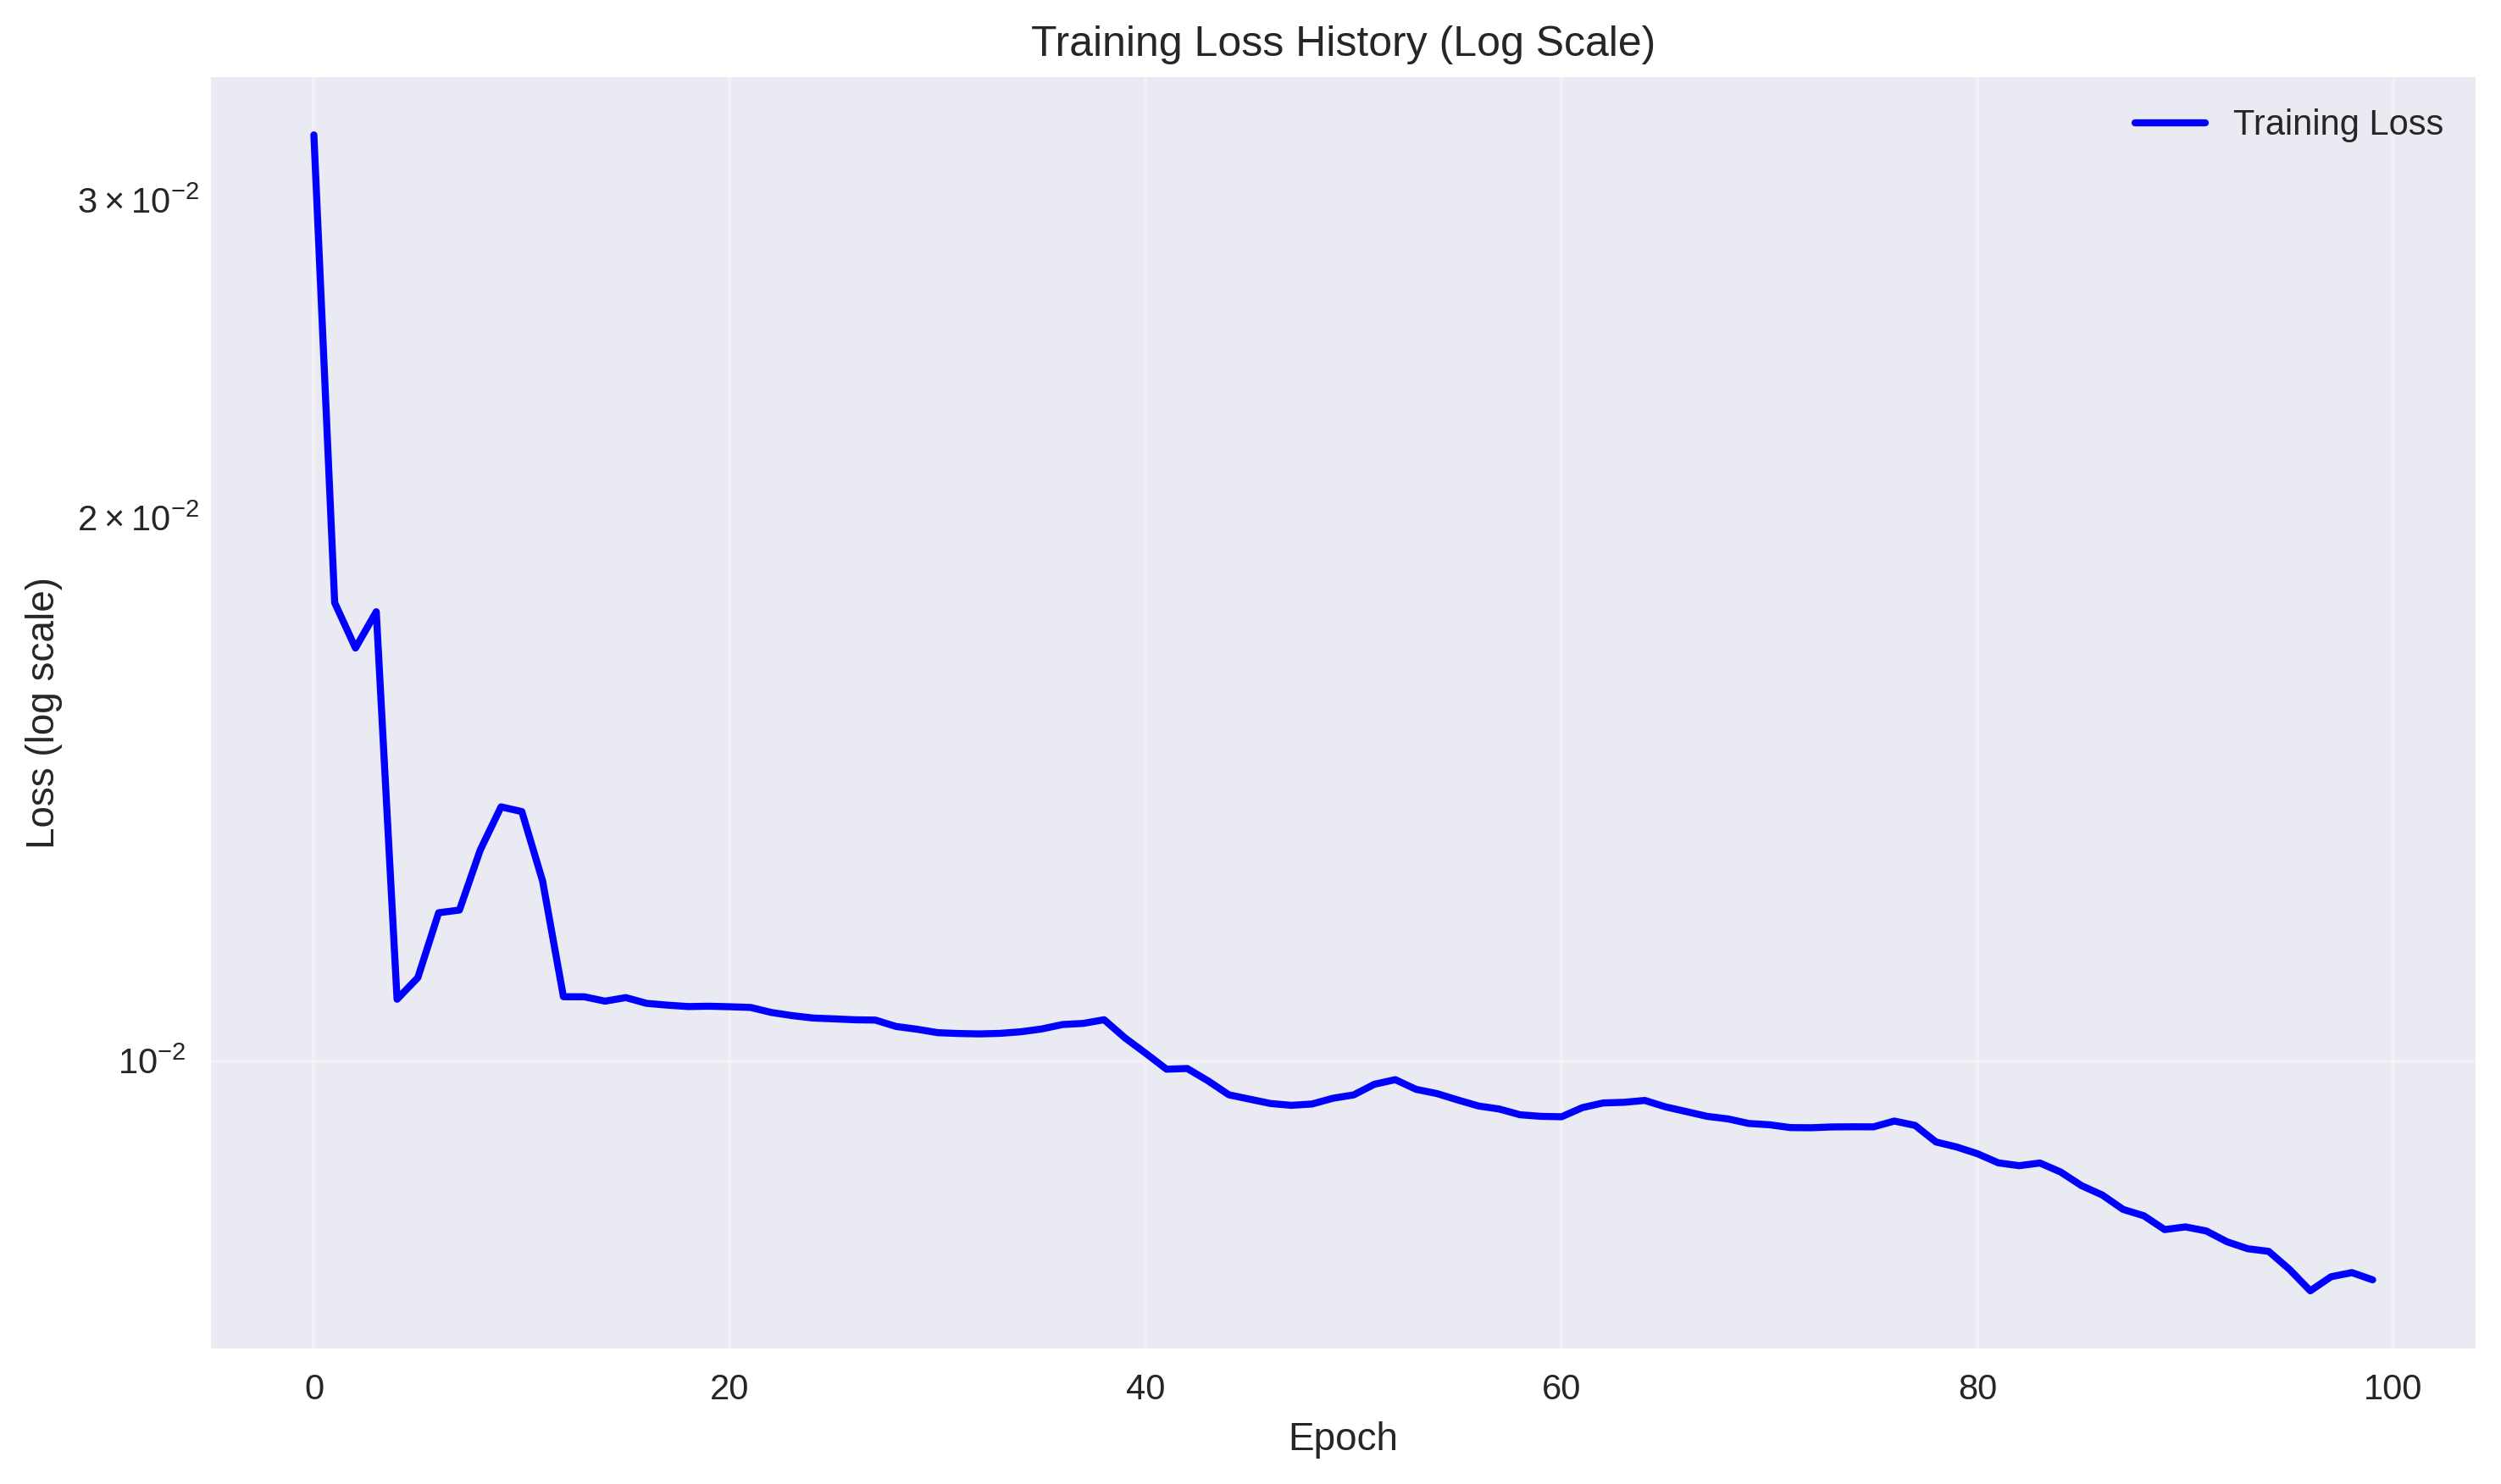 Training Loss History (Log Scale)
Training Loss
3 × 10⁻²
2 × 10⁻²
10⁻²
Loss (log scale)
0 20 40 60 80 100
Epoch